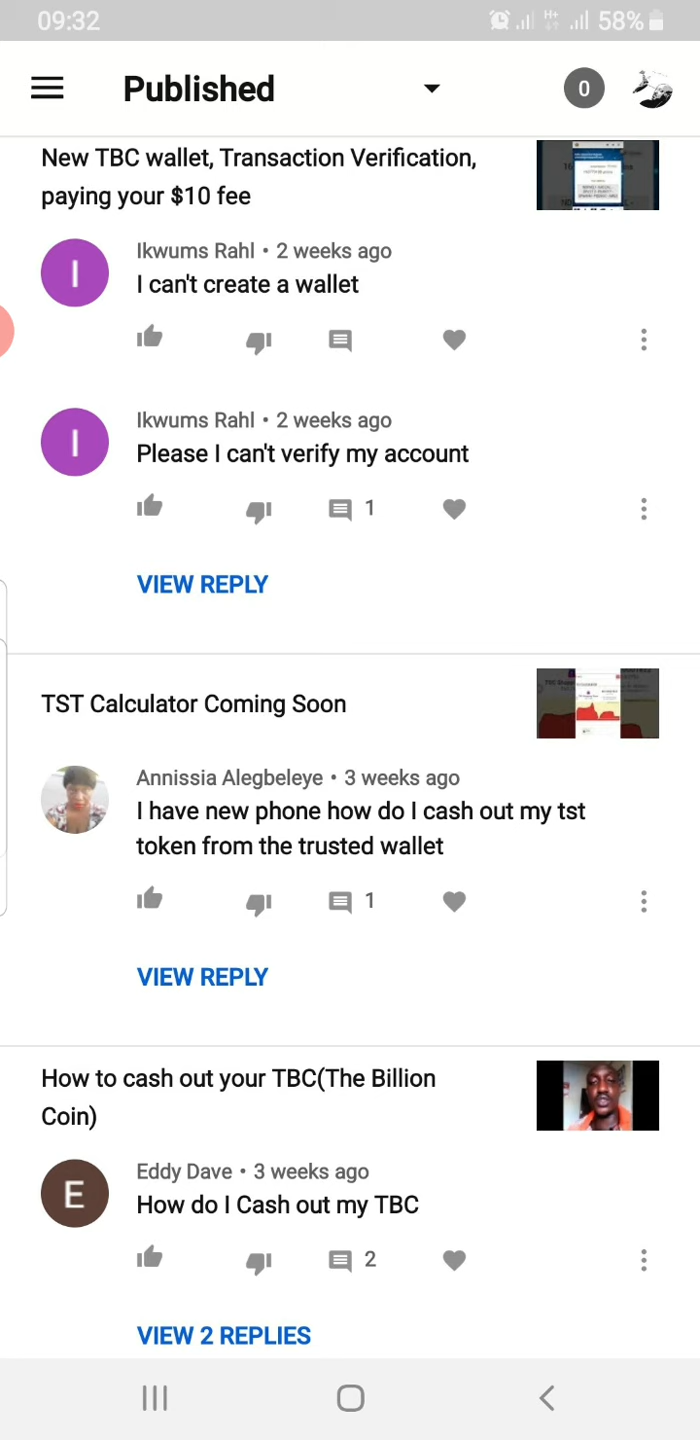 09:32
H+
58%
Published
0
New TBC wallet, Transaction Verification,
paying your $10 fee
I
Ikwums Rahl • 2 weeks ago
I can't create a wallet
I
Ikwums Rahl • 2 weeks ago
Please I can't verify my account
1
VIEW REPLY
TST Calculator Coming Soon
Annissia Alegbeleye • 3 weeks ago
I have new phone how do I cash out my tst
token from the trusted wallet
1
VIEW REPLY
How to cash out your TBC(The Billion
Coin)
E
Eddy Dave • 3 weeks ago
How do I Cash out my TBC
2
VIEW 2 REPLIES